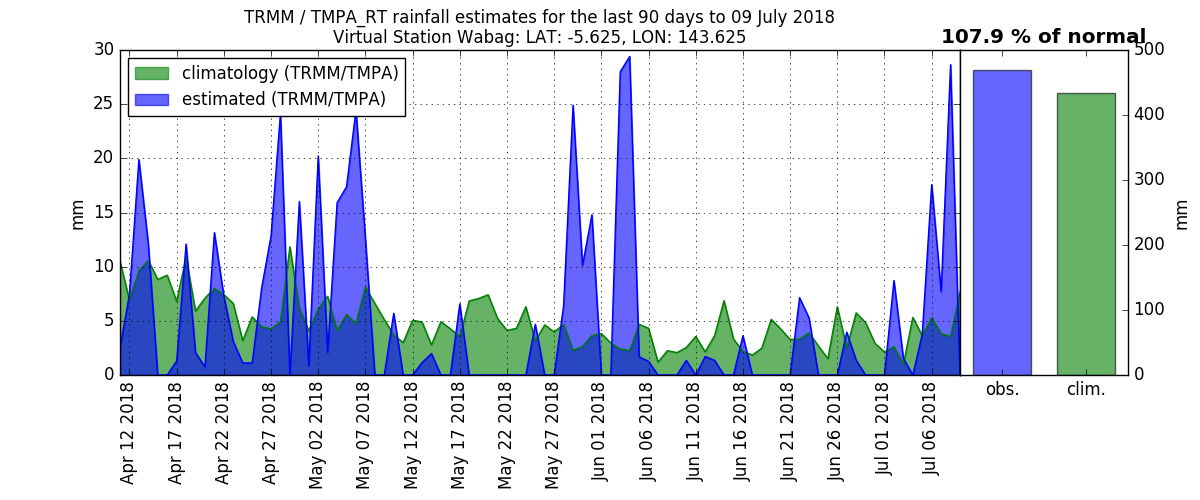 TRMM / TMPA_RT rainfall estimates for the last 90 days to 09 July 2018
Virtual Station Wabag: LAT: -5.625, LON: 143.625
107.9 % of normal
climatology (TRMM/TMPA)
estimated (TRMM/TMPA)
30
25
20
15
10
5
0
mm
Apr 12 2018
Apr 17 2018
Apr 22 2018
Apr 27 2018
May 02 2018
May 07 2018
May 12 2018
May 17 2018
May 22 2018
May 27 2018
Jun 01 2018
Jun 06 2018
Jun 11 2018
Jun 16 2018
Jun 21 2018
Jun 26 2018
Jul 01 2018
Jul 06 2018
obs.
clim.
500
400
300
200
100
0
mm